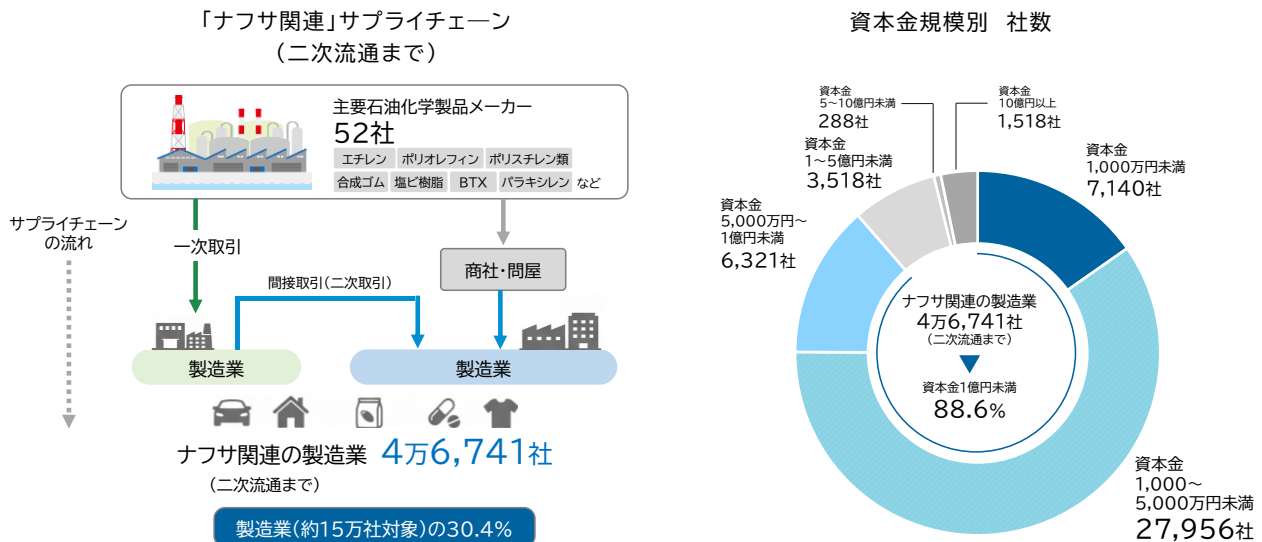 「ナフサ関連」サプライチェーン
（二次流通まで）
主要石油化学製品メーカー
52社
エチレン ポリオレフィン ポリスチレン類
合成ゴム 塩ビ樹脂 BTX パラキシレン など
サプライチェーン
の流れ
一次取引
商社・問屋
間接取引（二次取引）
製造業
製造業
ナフサ関連の製造業 4万6,741社
（二次流通まで）
製造業（約15万社対象）の30.4%
資本金規模別 社数
資本金
5～10億円未満
288社
資本金
10億円以上
1,518社
資本金
1～5億円未満
3,518社
資本金
1,000万円未満
7,140社
資本金
5,000万円～
1億円未満
6,321社
ナフサ関連の製造業
4万6,741社
（二次流通まで）
資本金1億円未満
88.6%
資本金
1,000～
5,000万円未満
27,956社